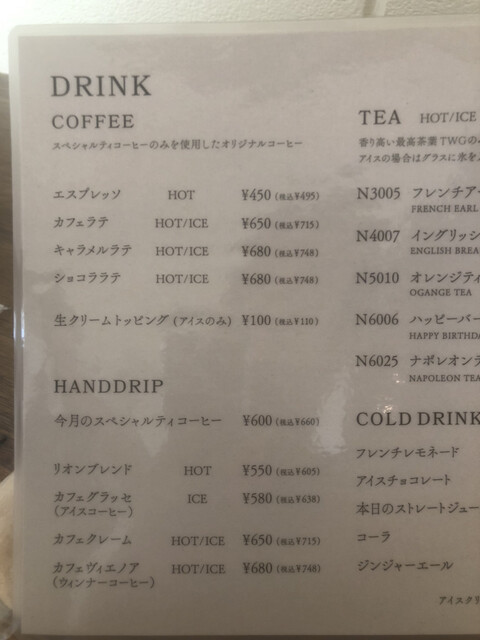 DRINK
COFFEE
スペシャルティコーヒーのみを使用したオリジナルコーヒー
エスプレッソ HOT ¥450 (税込¥495)
カフェラテ HOT/ICE ¥650 (税込¥715)
キャラメルラテ HOT/ICE ¥680 (税込¥748)
ショコララテ HOT/ICE ¥680 (税込¥748)
生クリームトッピング (アイスのみ) ¥100 (税込¥110)
HANDDRIP
今月のスペシャルティコーヒー ¥600 (税込¥660)
リオンブレンド HOT ¥550 (税込¥605)
カフェグラッセ ICE ¥580 (税込¥638)
(アイスコーヒー)
カフェクレーム HOT/ICE ¥650 (税込¥715)
カフェヴィエノア HOT/ICE ¥680 (税込¥748)
(ウィンナーコーヒー)
TEA HOT/ICE
香り高い最高茶葉TWGの
アイスの場合はグラスに氷を
N3005 フレンチア
FRENCH EARL
N4007 イングリッシ
ENGLISH BREA
N5010 オレンジティ
OGANGE TEA
N6006 ハッピーバー
HAPPY BIRTHD
N6025 ナポレオンテ
NAPOLEON TEA
COLD DRINK
フレンチレモネード
アイスチョコレート
本日のストレートジュー
コーラ
ジンジャーエール
アイスクリ